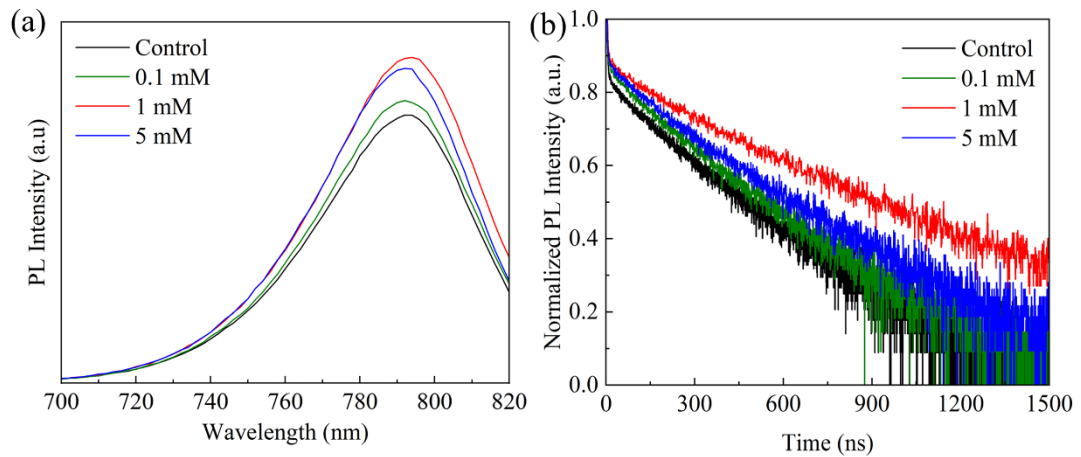 (a)
Control
0.1 mM
1 mM
5 mM
PL Intensity (a.u)
700 720 740 760 780 800 820
Wavelength (nm)
(b)
Control
0.1 mM
1 mM
5 mM
Normalized PL Intensity (a.u.)
1.0
0.8
0.6
0.4
0.2
0.0
0 300 600 900 1200 1500
Time (ns)